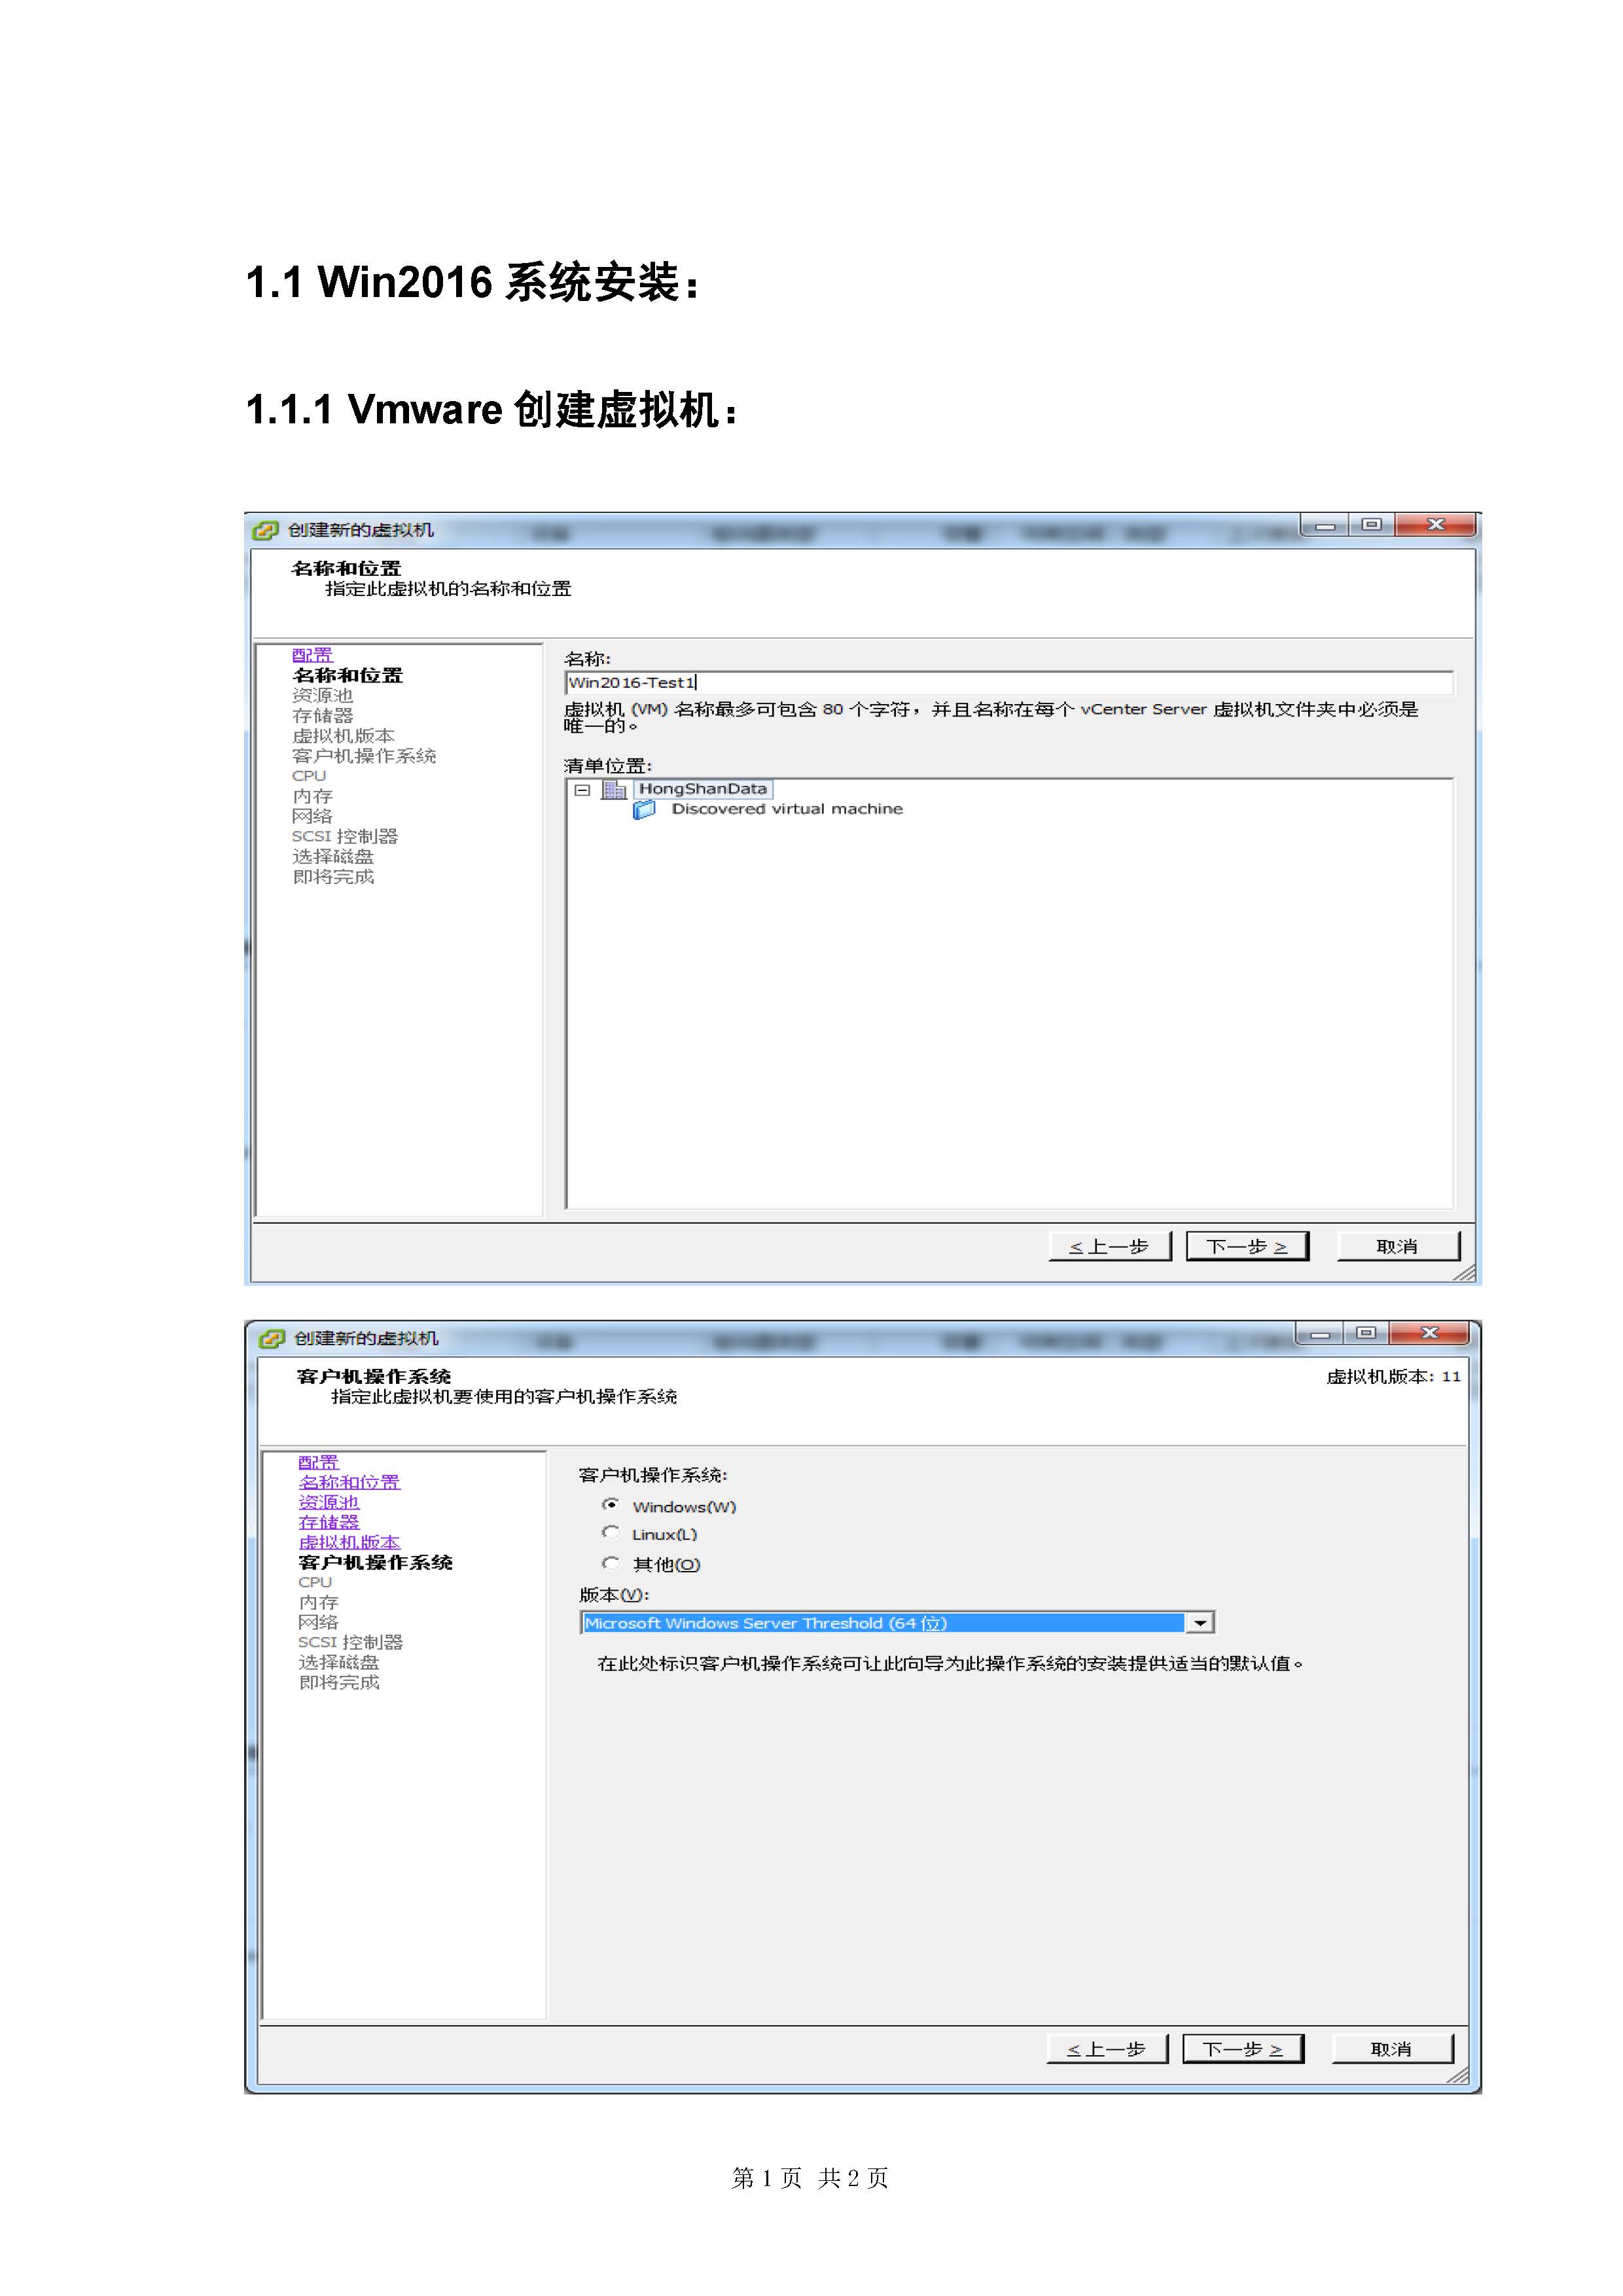 1.1 Win2016 系统安装：
1.1.1 Vmware 创建虚拟机：
创建新的虚拟机
名称和位置
指定此虚拟机的名称和位置
配置
名称和位置
资源池
存储器
虚拟机版本
客户机操作系统
CPU
内存
网络
SCSI 控制器
选择磁盘
即将完成
名称:
Win2016-Test1
虚拟机 (VM) 名称最多可包含 80 个字符，并且名称在每个 vCenter Server 虚拟机文件夹中必须是
唯一的。
清单位置:
HongShanData
Discovered virtual machine
≤ 上一步
下一步 ≥
取消
创建新的虚拟机
客户机操作系统
指定此虚拟机要使用的客户机操作系统
虚拟机版本: 11
配置
名称和位置
资源池
存储器
虚拟机版本
客户机操作系统
CPU
内存
网络
SCSI 控制器
选择磁盘
即将完成
客户机操作系统:
Windows(W)
Linux(L)
其他(O)
版本(V):
Microsoft Windows Server Threshold (64 位)
在此处标识客户机操作系统可让此向导为此操作系统的安装提供适当的默认值。
≤ 上一步
下一步 ≥
取消
第 1 页 共 2 页